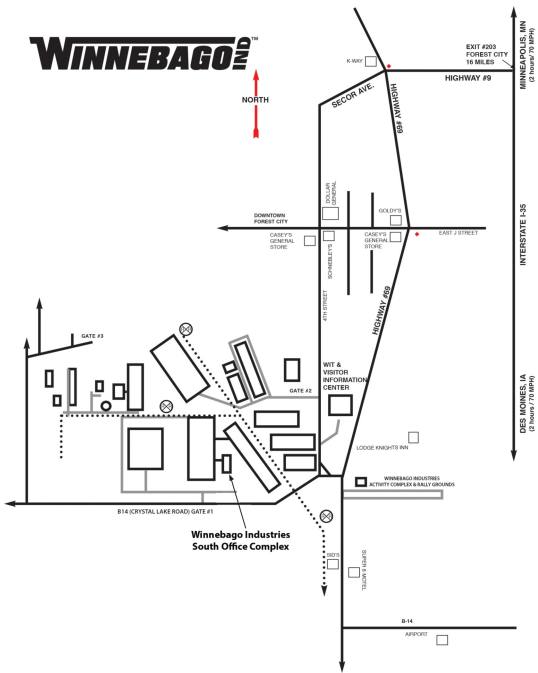 WINNEBAGO IND™
K-WAY
EXIT #203
FOREST CITY
16 MILES
MINNEAPOLIS, MN
(2 hours/ 70 MPH)
HIGHWAY #9
NORTH
SECOR AVE.
HIGHWAY #69
DOLLAR
GENERAL
GOLDY'S
DOWNTOWN
FOREST CITY
CASEY'S
GENERAL
STORE
SCHNEBLEY'S
CASEY'S
GENERAL
STORE
EAST J STREET
INTERSTATE I-35
4TH STREET
HIGHWAY #69
GATE #3
WIT &
VISITOR
INFORMATION
CENTER
GATE #2
DES MOINES, IA
(2 hours / 70 MPH)
LODGE KNIGHTS INN
WINNEBAGO INDUSTRIES
ACTIVITY COMPLEX & RALLY GROUNDS
B14 (CRYSTAL LAKE ROAD) GATE #1
Winnebago Industries
South Office Complex
SID'S
SUPER 8 MOTEL
B-14
AIRPORT